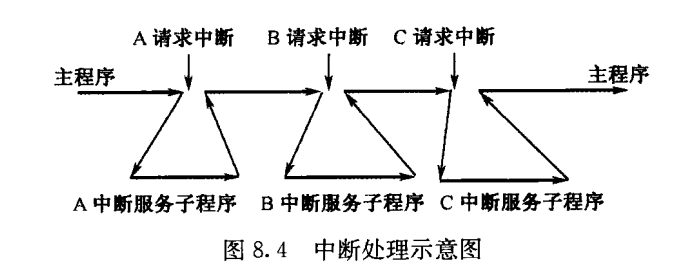 A 请求中断 B 请求中断 C 请求中断
主程序 主程序
A 中断服务子程序 B 中断服务子程序 C 中断服务子程序
图 8.4 中断处理示意图